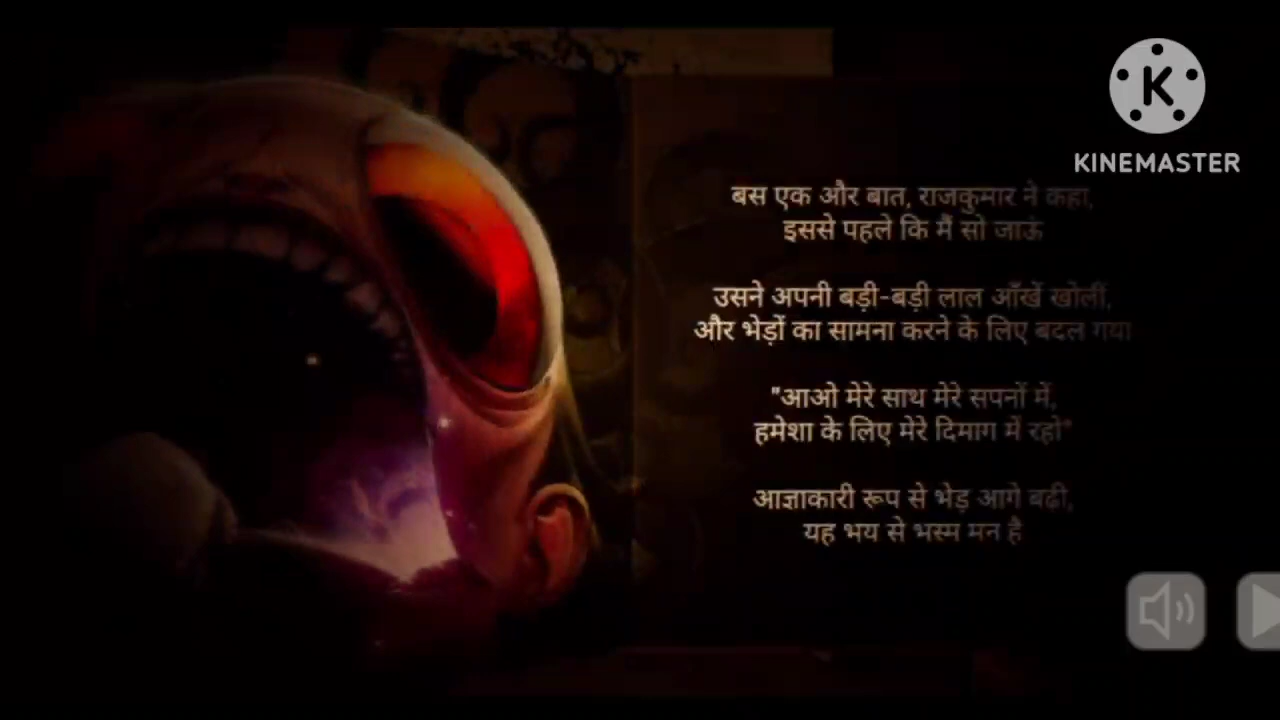 KINEMASTER
बस एक और बात, राजकुमार ने कहा,
इससे पहले कि मैं सो जाऊं
उसने अपनी बड़ी-बड़ी लाल आँखें खोलीं,
और भेड़ों का सामना करने के लिए बदल गया
"आओ मेरे साथ मेरे सपनों में,
हमेशा के लिए मेरे दिमाग में रहो"
आज्ञाकारी रूप से भेड़ आगे बढ़ी,
यह भय से भस्म मन है